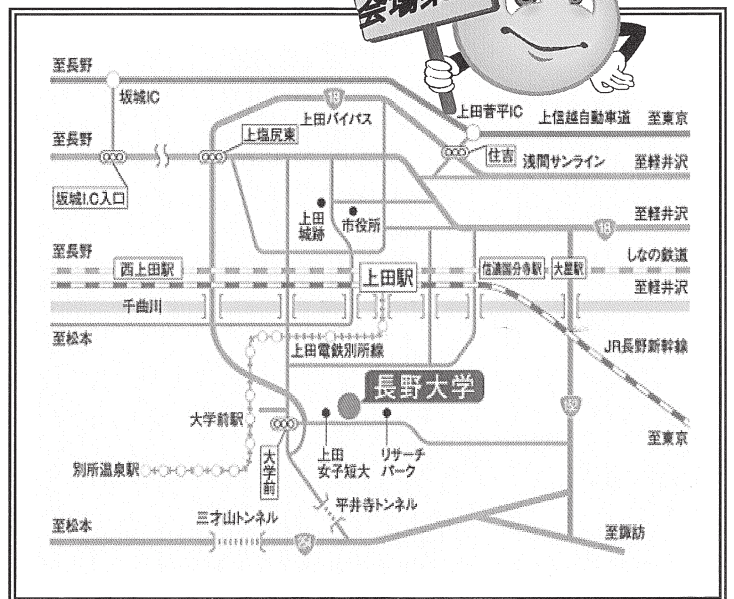 会場案
至長野
坂城IC
18
上田バイパス
上田菅平IC
上信越自動車道
至東京
至長野
上塩尻東
住吉
浅間サンライン
至軽井沢
坂城I.C入口
上田
城跡
市役所
18
至軽井沢
至長野
しなの鉄道
西上田駅
上田駅
信濃国分寺駅
大屋駅
至軽井沢
千曲川
至松本
上田電鉄別所線
JR長野新幹線
長野大学
大学前駅
152
至東京
大学前
上田
女子短大
リサーチ
パーク
別所温泉駅
平井寺トンネル
三才山トンネル
至松本
至諏訪